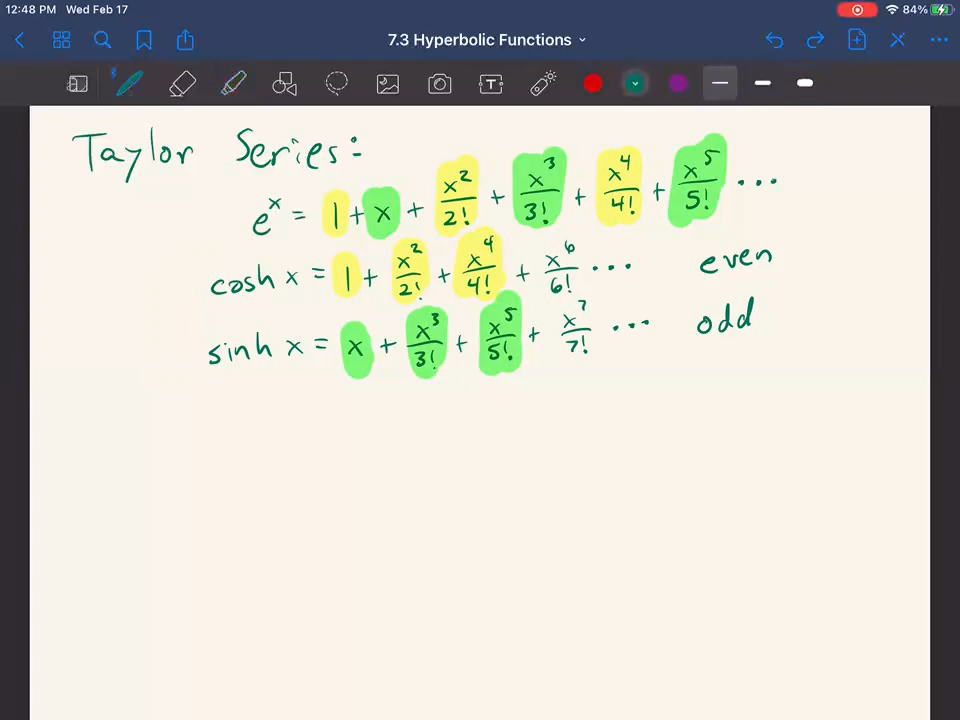 12:48 PM Wed Feb 17 84%
7.3 Hyperbolic Functions
Taylor Series:
e^x = 1 + x + x^2/2! + x^3/3! + x^4/4! + x^5/5! ...
cosh x = 1 + x^2/2! + x^4/4! + x^6/6! ... even
sinh x = x + x^3/3! + x^5/5! + x^7/7! ... odd